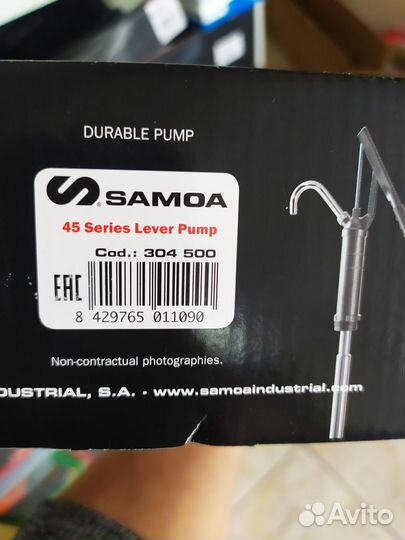 DURABLE PUMP
SAMOA
45 Series Lever Pump
Cod.: 304 500
EAC
8 429765 011090
Non-contractual photographies.
DUSTRIAL, S.A. - www.samoaindustrial.com
Avito